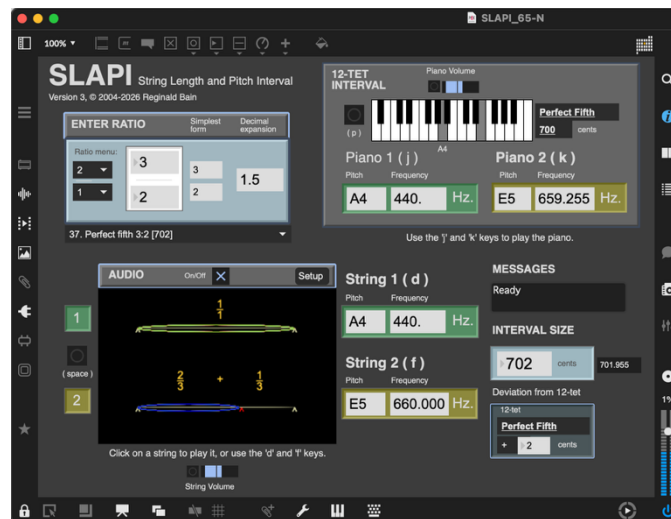 SLAPI_65-N
100%
SLAPI String Length and Pitch Interval
Version 3, © 2004-2026 Reginald Bain
ENTER RATIO
Simplest form
Decimal expansion
Ratio menu:
2
1
3
2
3
2
1.5
37. Perfect fifth 3:2 [702]
12-TET INTERVAL
Piano Volume
( p )
A4
Perfect Fifth
700 cents
Piano 1 ( j )
Pitch Frequency
A4 440. Hz.
Piano 2 ( k )
Pitch Frequency
E5 659.255 Hz.
Use the 'j' and 'k' keys to play the piano.
AUDIO On/Off X Setup
1
( space )
2
1/1
2/3 + 1/3
Click on a string to play it, or use the 'd' and 'f' keys.
String Volume
String 1 ( d )
Pitch Frequency
A4 440. Hz.
String 2 ( f )
Pitch Frequency
E5 660.000 Hz.
MESSAGES
Ready
INTERVAL SIZE
702 cents 701.955
Deviation from 12-tet
12-tet
Perfect Fifth
+ 2 cents
1%